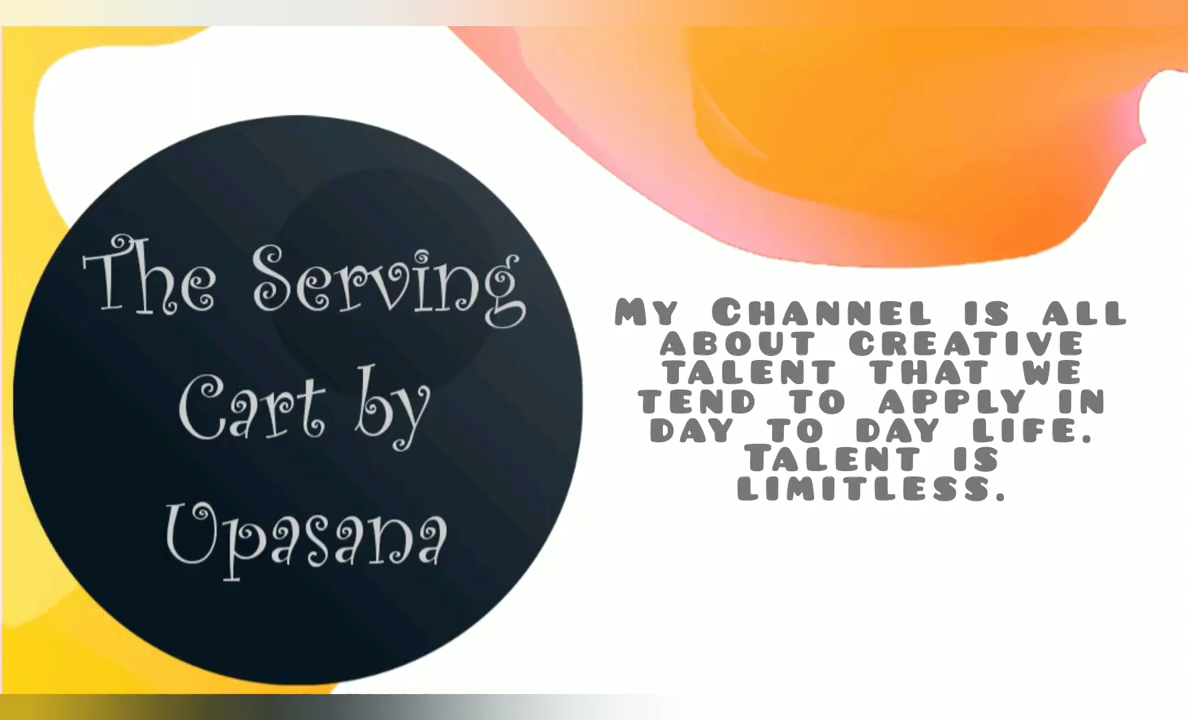 The Serving
Cart by
Upasana
My Channel is all
about creative
talent that we
tend to apply in
day to day life.
Talent is
limitless.